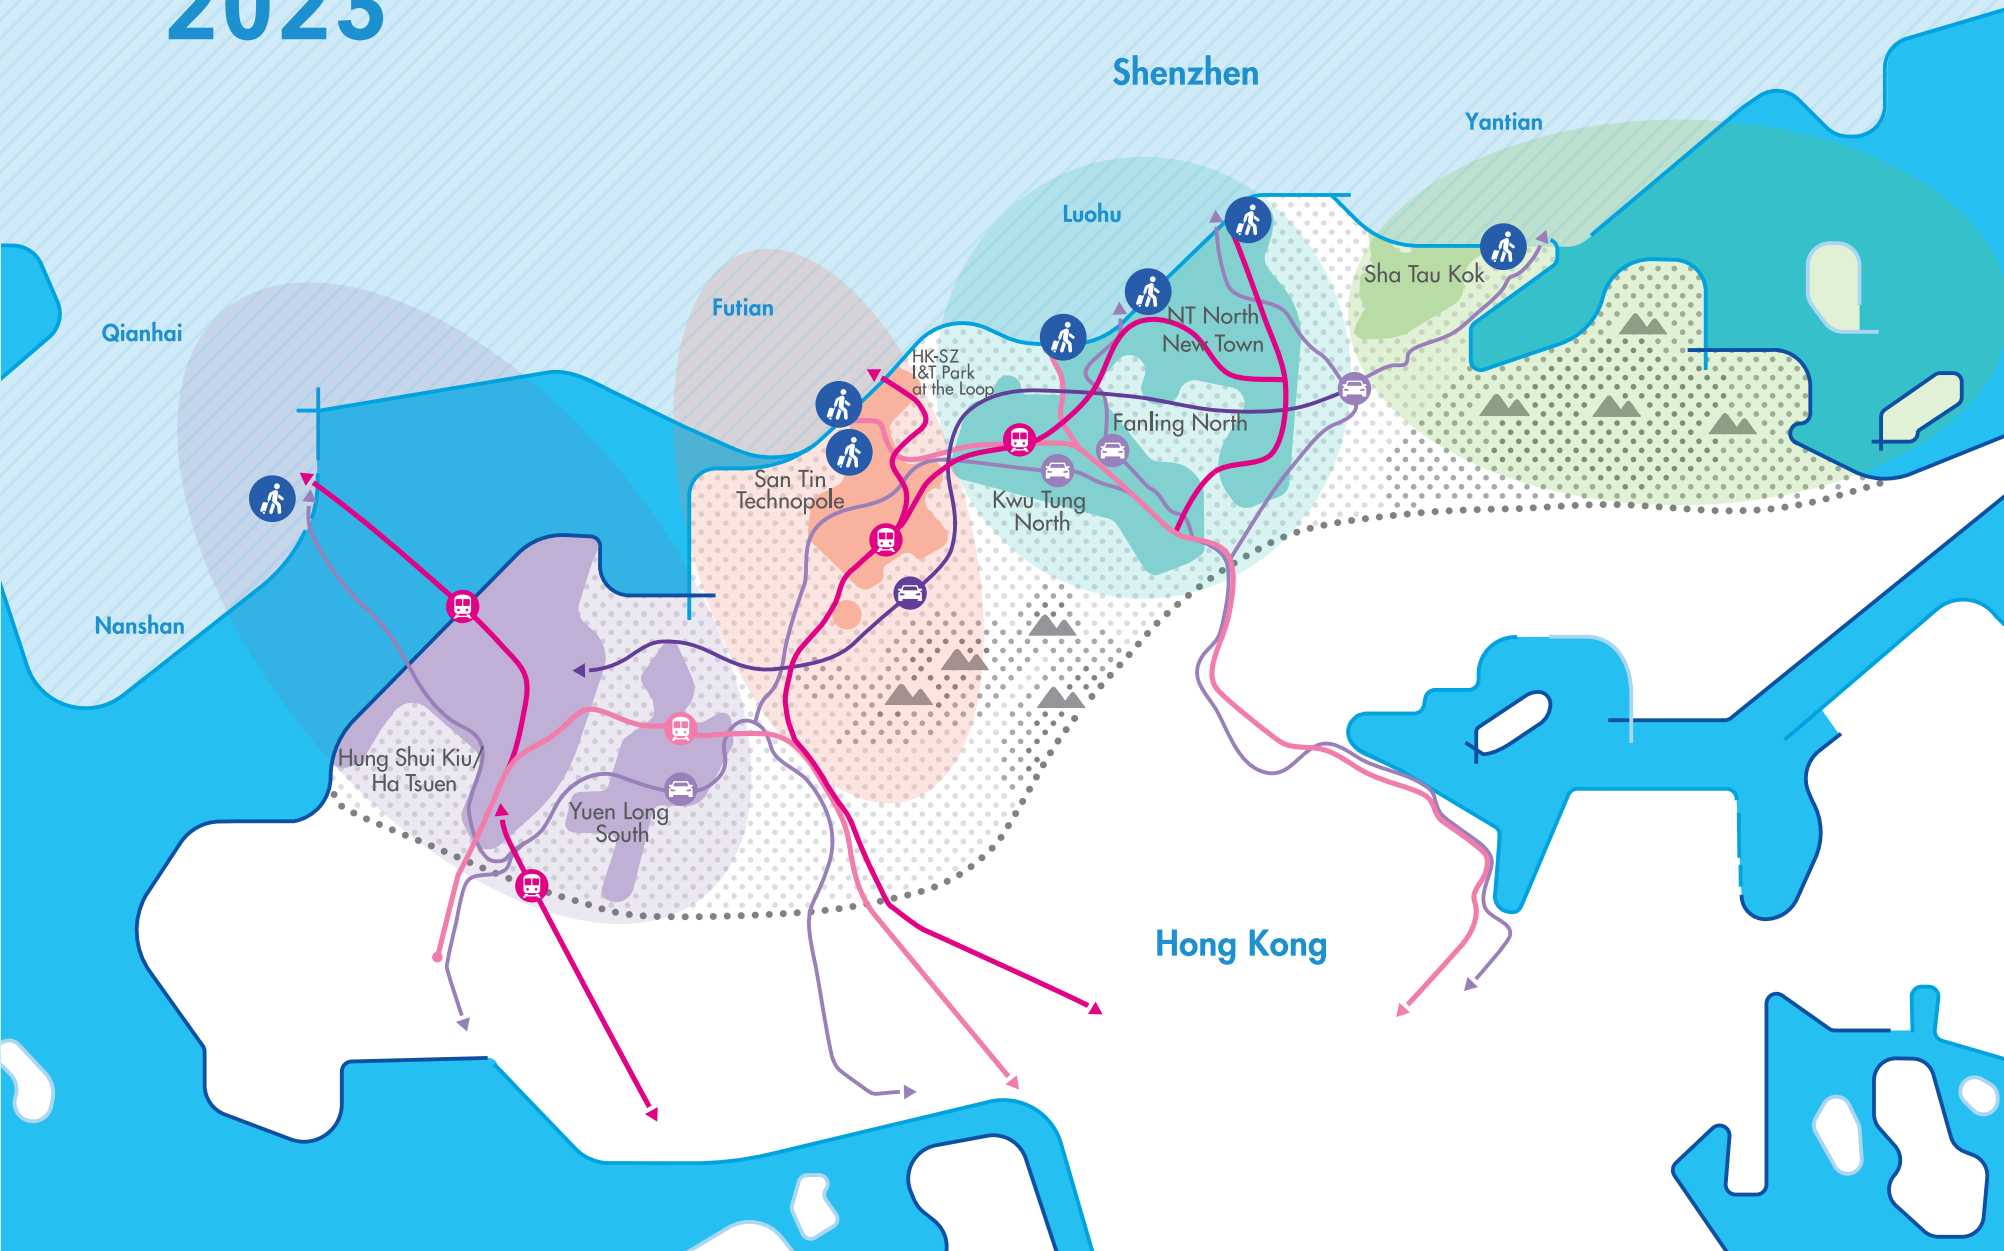 2023
Shenzhen
Yantian
Luohu
Sha Tau Kok
Futian
NT North
New Town
Qianhai
HK-SZ
I&T Park
at the Loop
Fanling North
San Tin
Technopole
Kwu Tung
North
Nanshan
Hung Shui Kiu/
Ha Tsuen
Yuen Long
South
Hong Kong